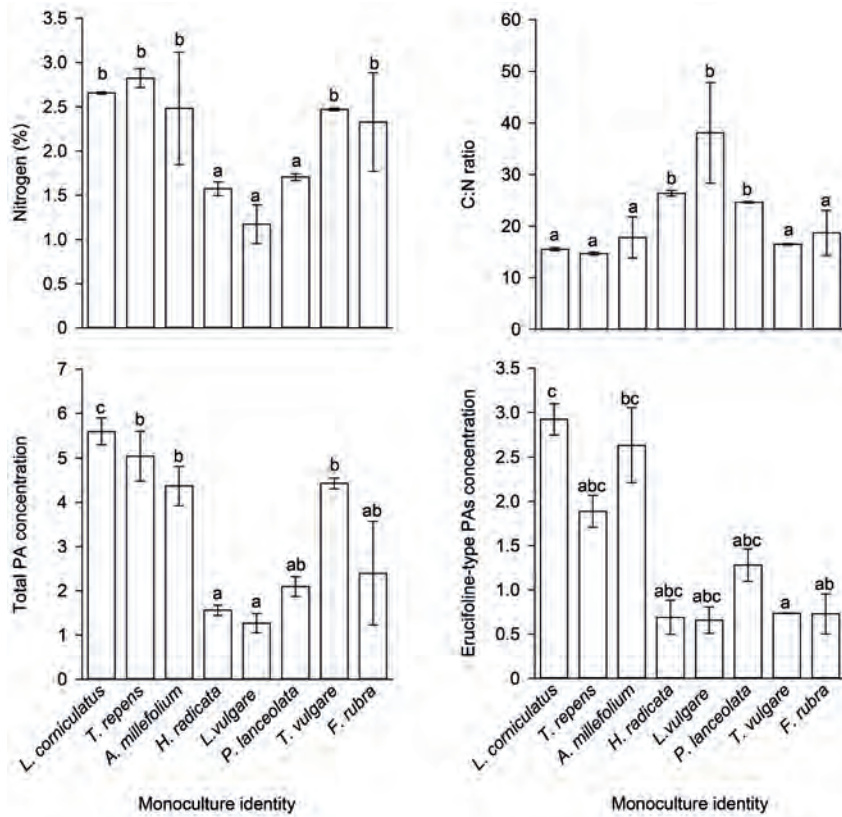 Nitrogen (%)
3.5
3.0
2.5
2.0
1.5
1.0
0.5
0
b
b
b
a
a
a
b
b
C:N ratio
60
50
40
30
20
10
0
a
a
a
b
b
b
a
a
Total PA concentration
7
6
5
4
3
2
1
0
c
b
b
a
a
ab
b
ab
L. corniculatus
T. repens
A. millefolium
H. radicata
L.vulgare
P. lanceolata
T. vulgare
F. rubra
Monoculture identity
Erucifoline-type PAs concentration
3.5
3.0
2.5
2.0
1.5
1.0
0.5
0.0
c
abc
bc
abc
abc
abc
a
ab
L. corniculatus
T. repens
A. millefolium
H. radicata
L.vulgare
P. lanceolata
T. vulgare
F. rubra
Monoculture identity